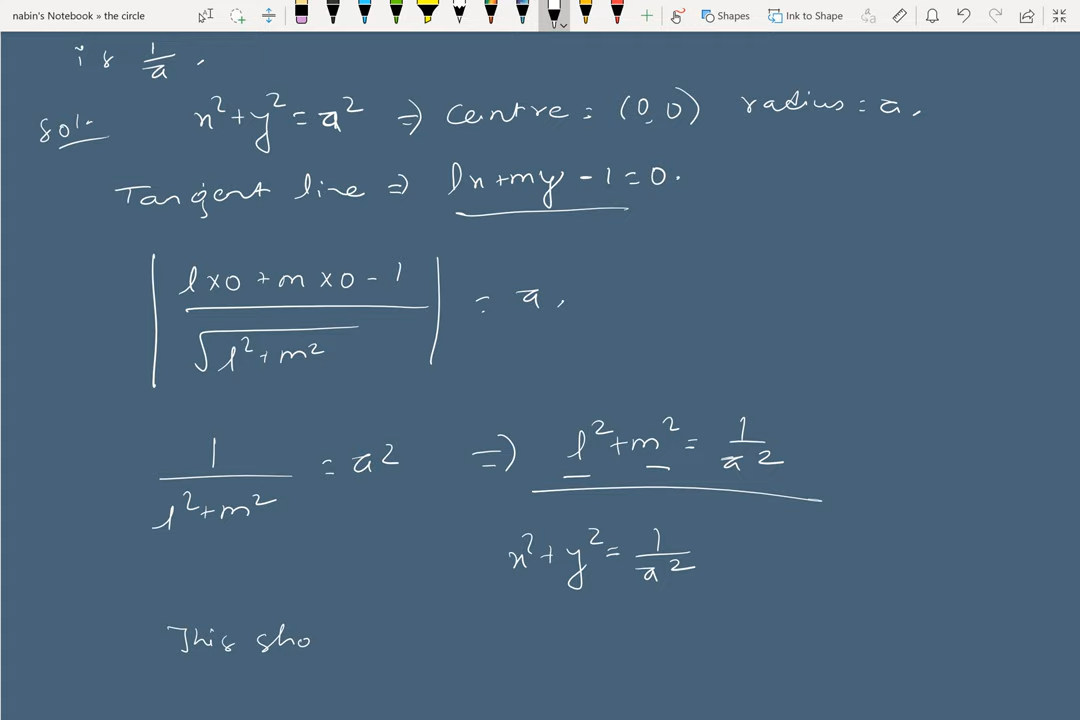 nabin's Notebook » the circle
Shapes
Ink to Shape
is 1/a .
Sol:- x² + y² = a² ⇒ centre = (0, 0) radius = a,
Tangent line ⇒ lx + my - 1 = 0.
| (l×0 + m×0 - 1) / √(l² + m²) | = a,
1/(l² + m²) = a² ⇒ l² + m² = 1/a²
x² + y² = 1/a²
This sho